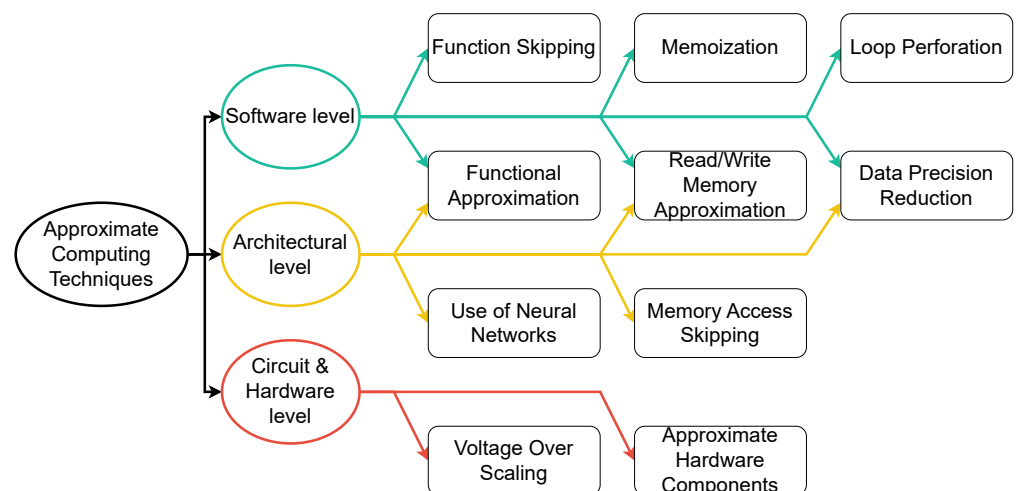 Function Skipping
Memoization
Loop Perforation
Software level
Functional
Approximation
Read/Write
Memory
Approximation
Data Precision
Reduction
Approximate
Computing
Techniques
Architectural
level
Use of Neural
Networks
Memory Access
Skipping
Circuit &
Hardware
level
Voltage Over
Scaling
Approximate
Hardware
Components